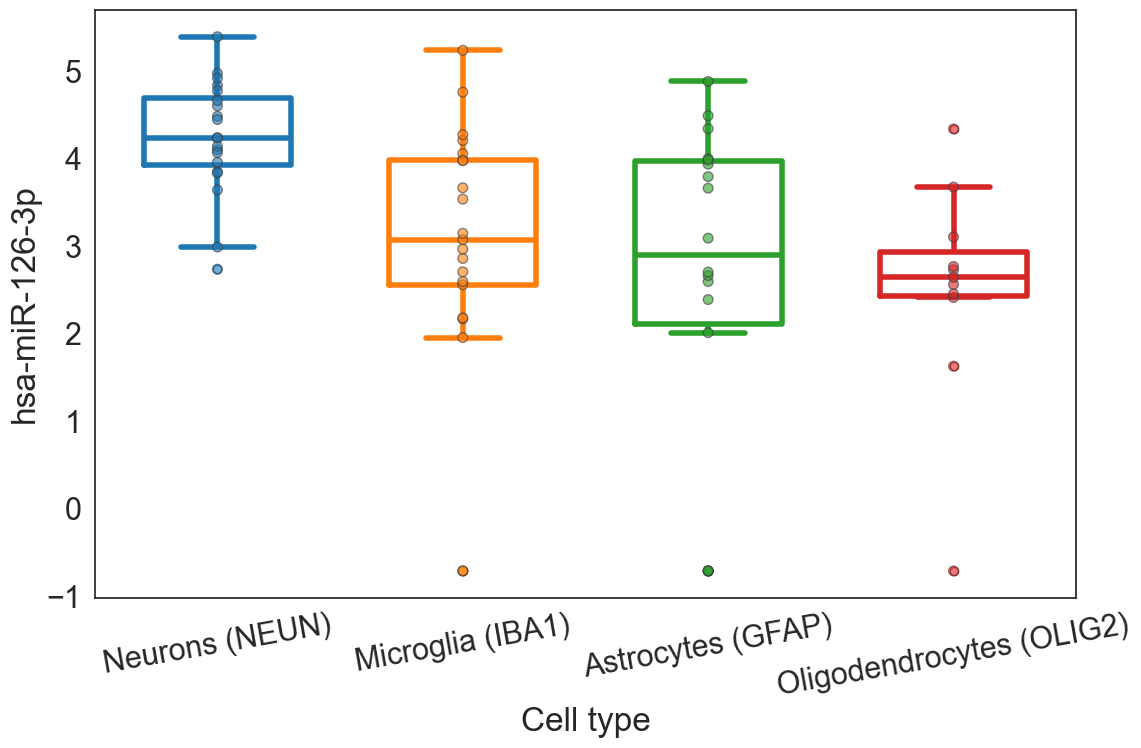 hsa-miR-126-3p
5
4
3
2
1
0
−1
Neurons (NEUN)
Microglia (IBA1)
Astrocytes (GFAP)
Oligodendrocytes (OLIG2)
Cell type